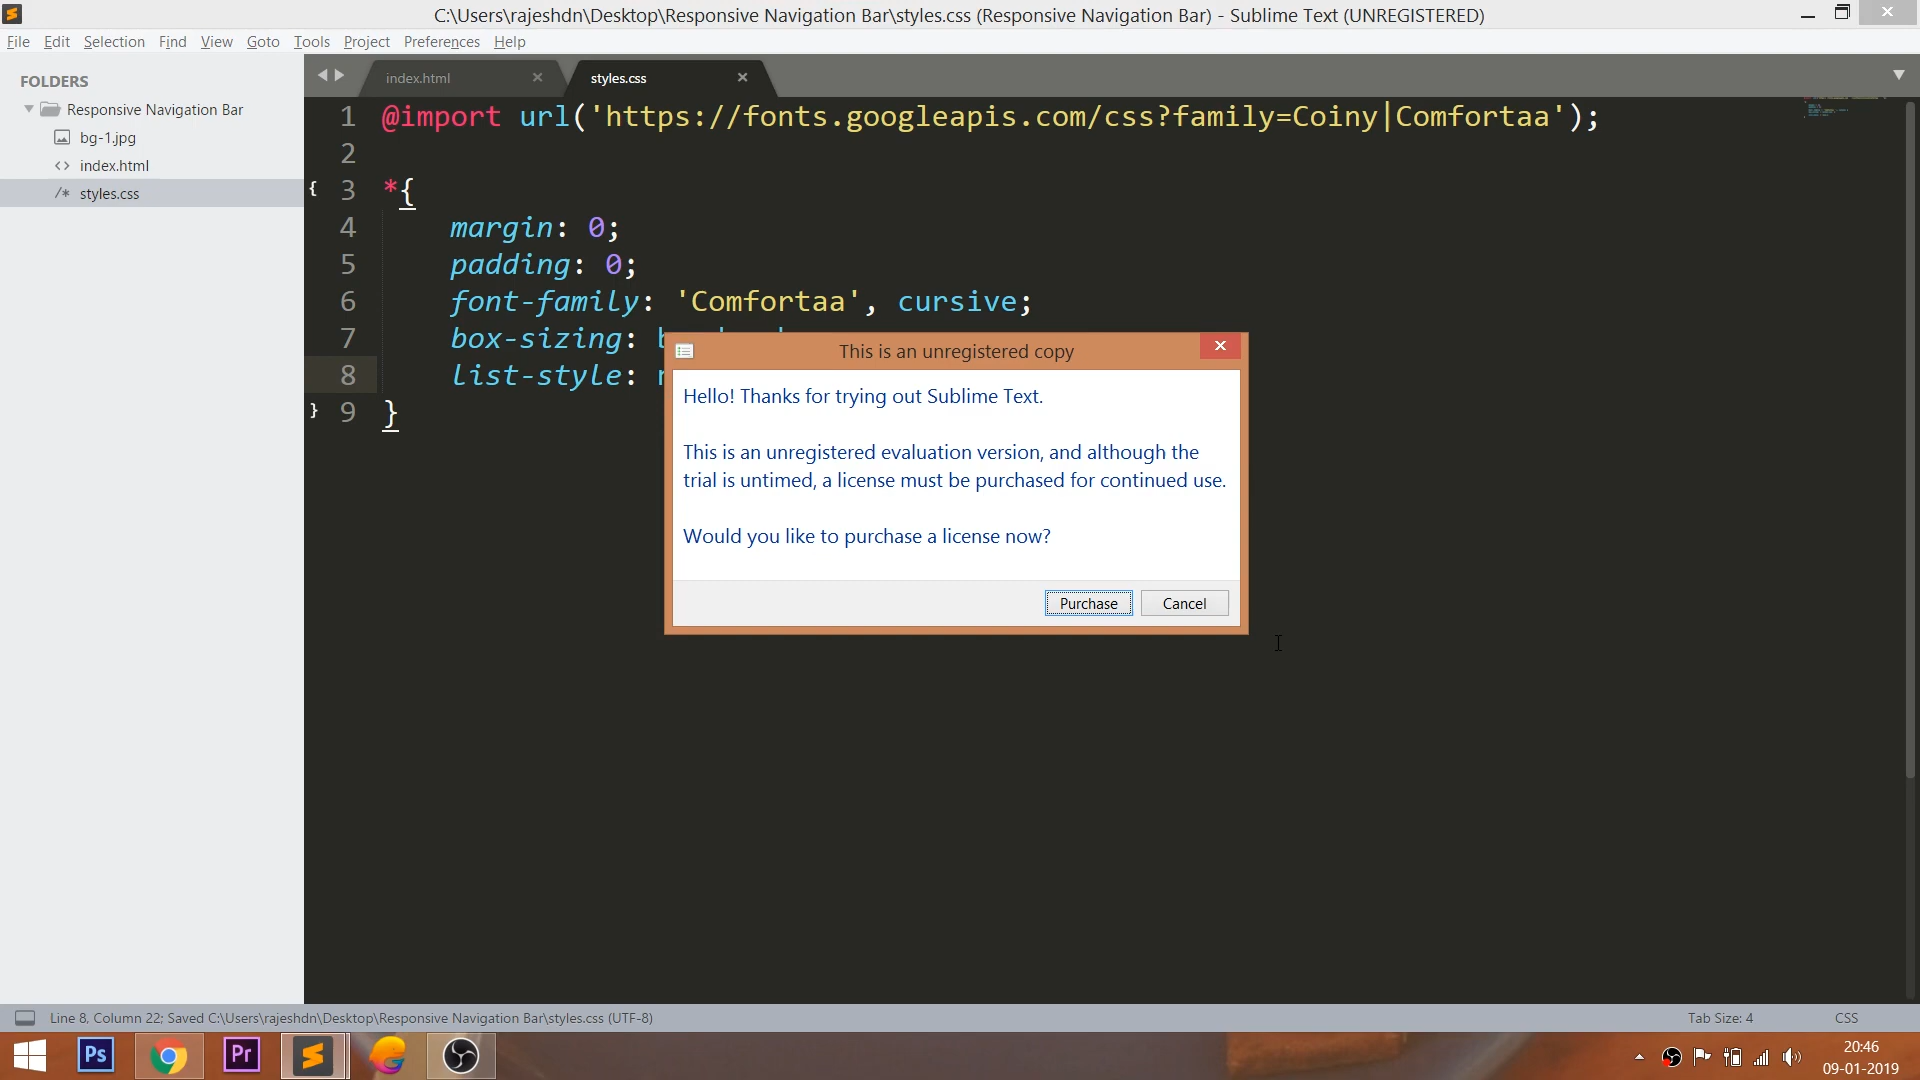 C:\Users\rajeshdn\Desktop\Responsive Navigation Bar\styles.css (Responsive Navigation Bar) - Sublime Text (UNREGISTERED)
File Edit Selection Find View Goto Tools Project Preferences Help
FOLDERS
Responsive Navigation Bar
bg-1.jpg
index.html
/* styles.css
index.html
styles.css
1 @import url('https://fonts.googleapis.com/css?family=Coiny|Comfortaa');
2
3 *{
4 margin: 0;
5 padding: 0;
6 font-family: 'Comfortaa', cursive;
7 box-sizing:
8 list-style:
9 }
This is an unregistered copy
Hello! Thanks for trying out Sublime Text.
This is an unregistered evaluation version, and although the
trial is untimed, a license must be purchased for continued use.
Would you like to purchase a license now?
Purchase Cancel
Line 8, Column 22; Saved C:\Users\rajeshdn\Desktop\Responsive Navigation Bar\styles.css (UTF-8)
Tab Size: 4
CSS
Ps
Pr
20:46
09-01-2019